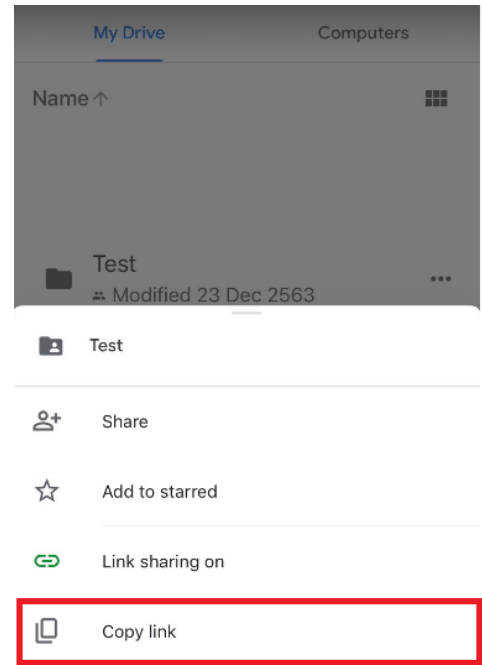 My Drive Computers
Name ↑
Test
Modified 23 Dec 2563
Test
Share
Add to starred
Link sharing on
Copy link